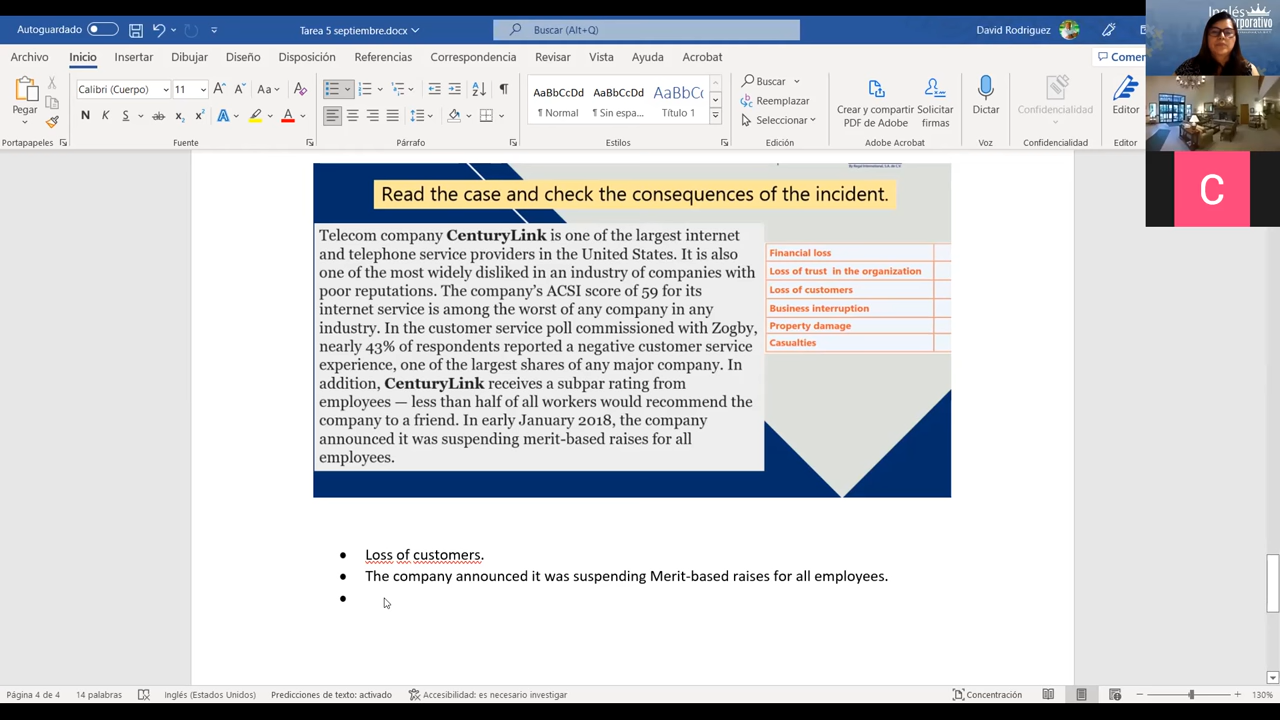 Autoguardado
Tarea 5 septiembre.docx
Buscar (Alt+Q)
David Rodriguez
Inglés
Corporativo
Archivo
Inicio
Insertar
Dibujar
Diseño
Disposición
Referencias
Correspondencia
Revisar
Vista
Ayuda
Acrobat
Comen
Pegar
Calibri (Cuerpo)
11
AaBbCcDd
AaBbCcDd
AaBbCc
¶ Normal
¶ Sin espa...
Título 1
Buscar
Reemplazar
Seleccionar
Crear y compartir
PDF de Adobe
Solicitar
firmas
Dictar
Confidencialidad
Editor
Portapapeles
Fuente
Párrafo
Estilos
Edición
Adobe Acrobat
Voz
Confidencialidad
Editor
C
Read the case and check the consequences of the incident.
Telecom company CenturyLink is one of the largest internet
and telephone service providers in the United States. It is also
one of the most widely disliked in an industry of companies with
poor reputations. The company's ACSI score of 59 for its
internet service is among the worst of any company in any
industry. In the customer service poll commissioned with Zogby,
nearly 43% of respondents reported a negative customer service
experience, one of the largest shares of any major company. In
addition, CenturyLink receives a subpar rating from
employees — less than half of all workers would recommend the
company to a friend. In early January 2018, the company
announced it was suspending merit-based raises for all
employees.
Financial loss
Loss of trust in the organization
Loss of customers
Business interruption
Property damage
Casualties
• Loss of customers.
• The company announced it was suspending Merit-based raises for all employees.
•
Página 4 de 4
14 palabras
Inglés (Estados Unidos)
Predicciones de texto: activado
Accesibilidad: es necesario investigar
Concentración
130%